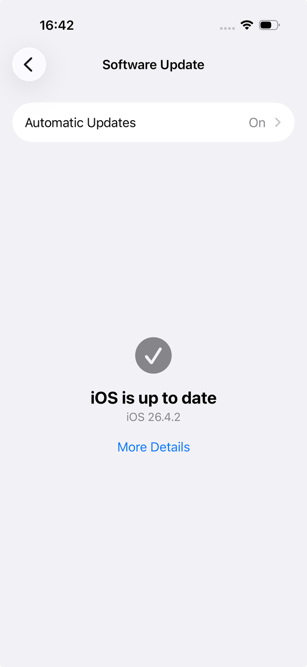 16:42
Software Update
Automatic Updates On
iOS is up to date
iOS 26.4.2
More Details